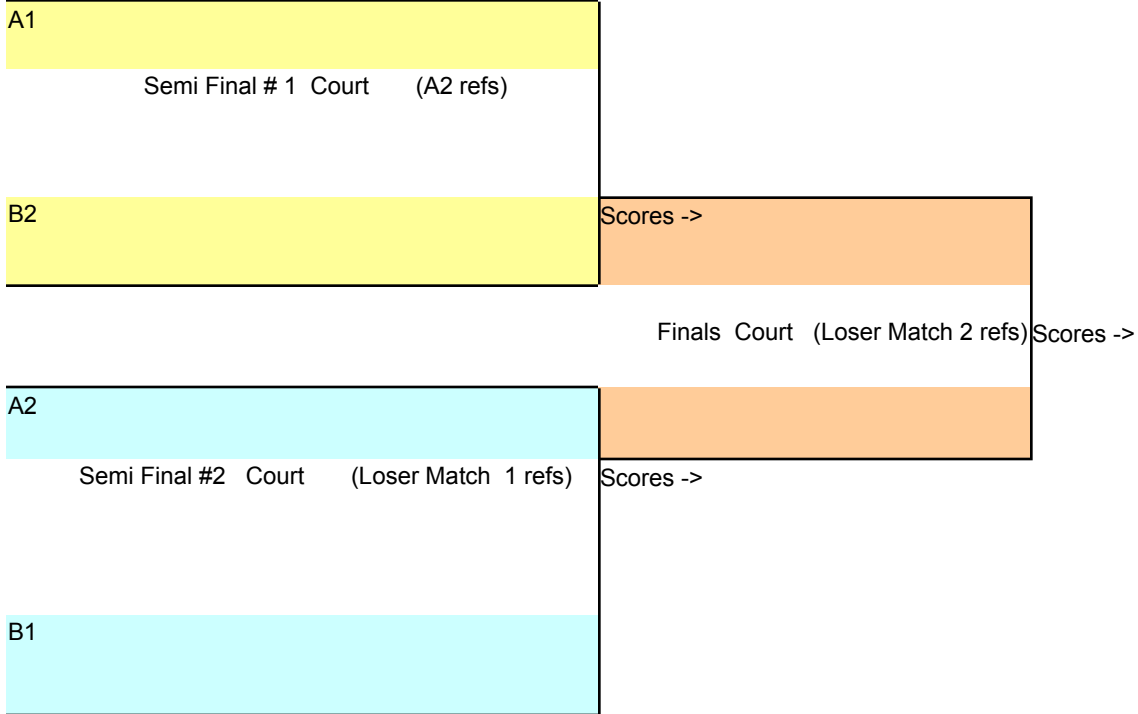 A1
Semi Final # 1 Court (A2 refs)
B2
Scores ->
Finals Court (Loser Match 2 refs)
Scores ->
A2
Semi Final #2 Court (Loser Match 1 refs)
Scores ->
B1